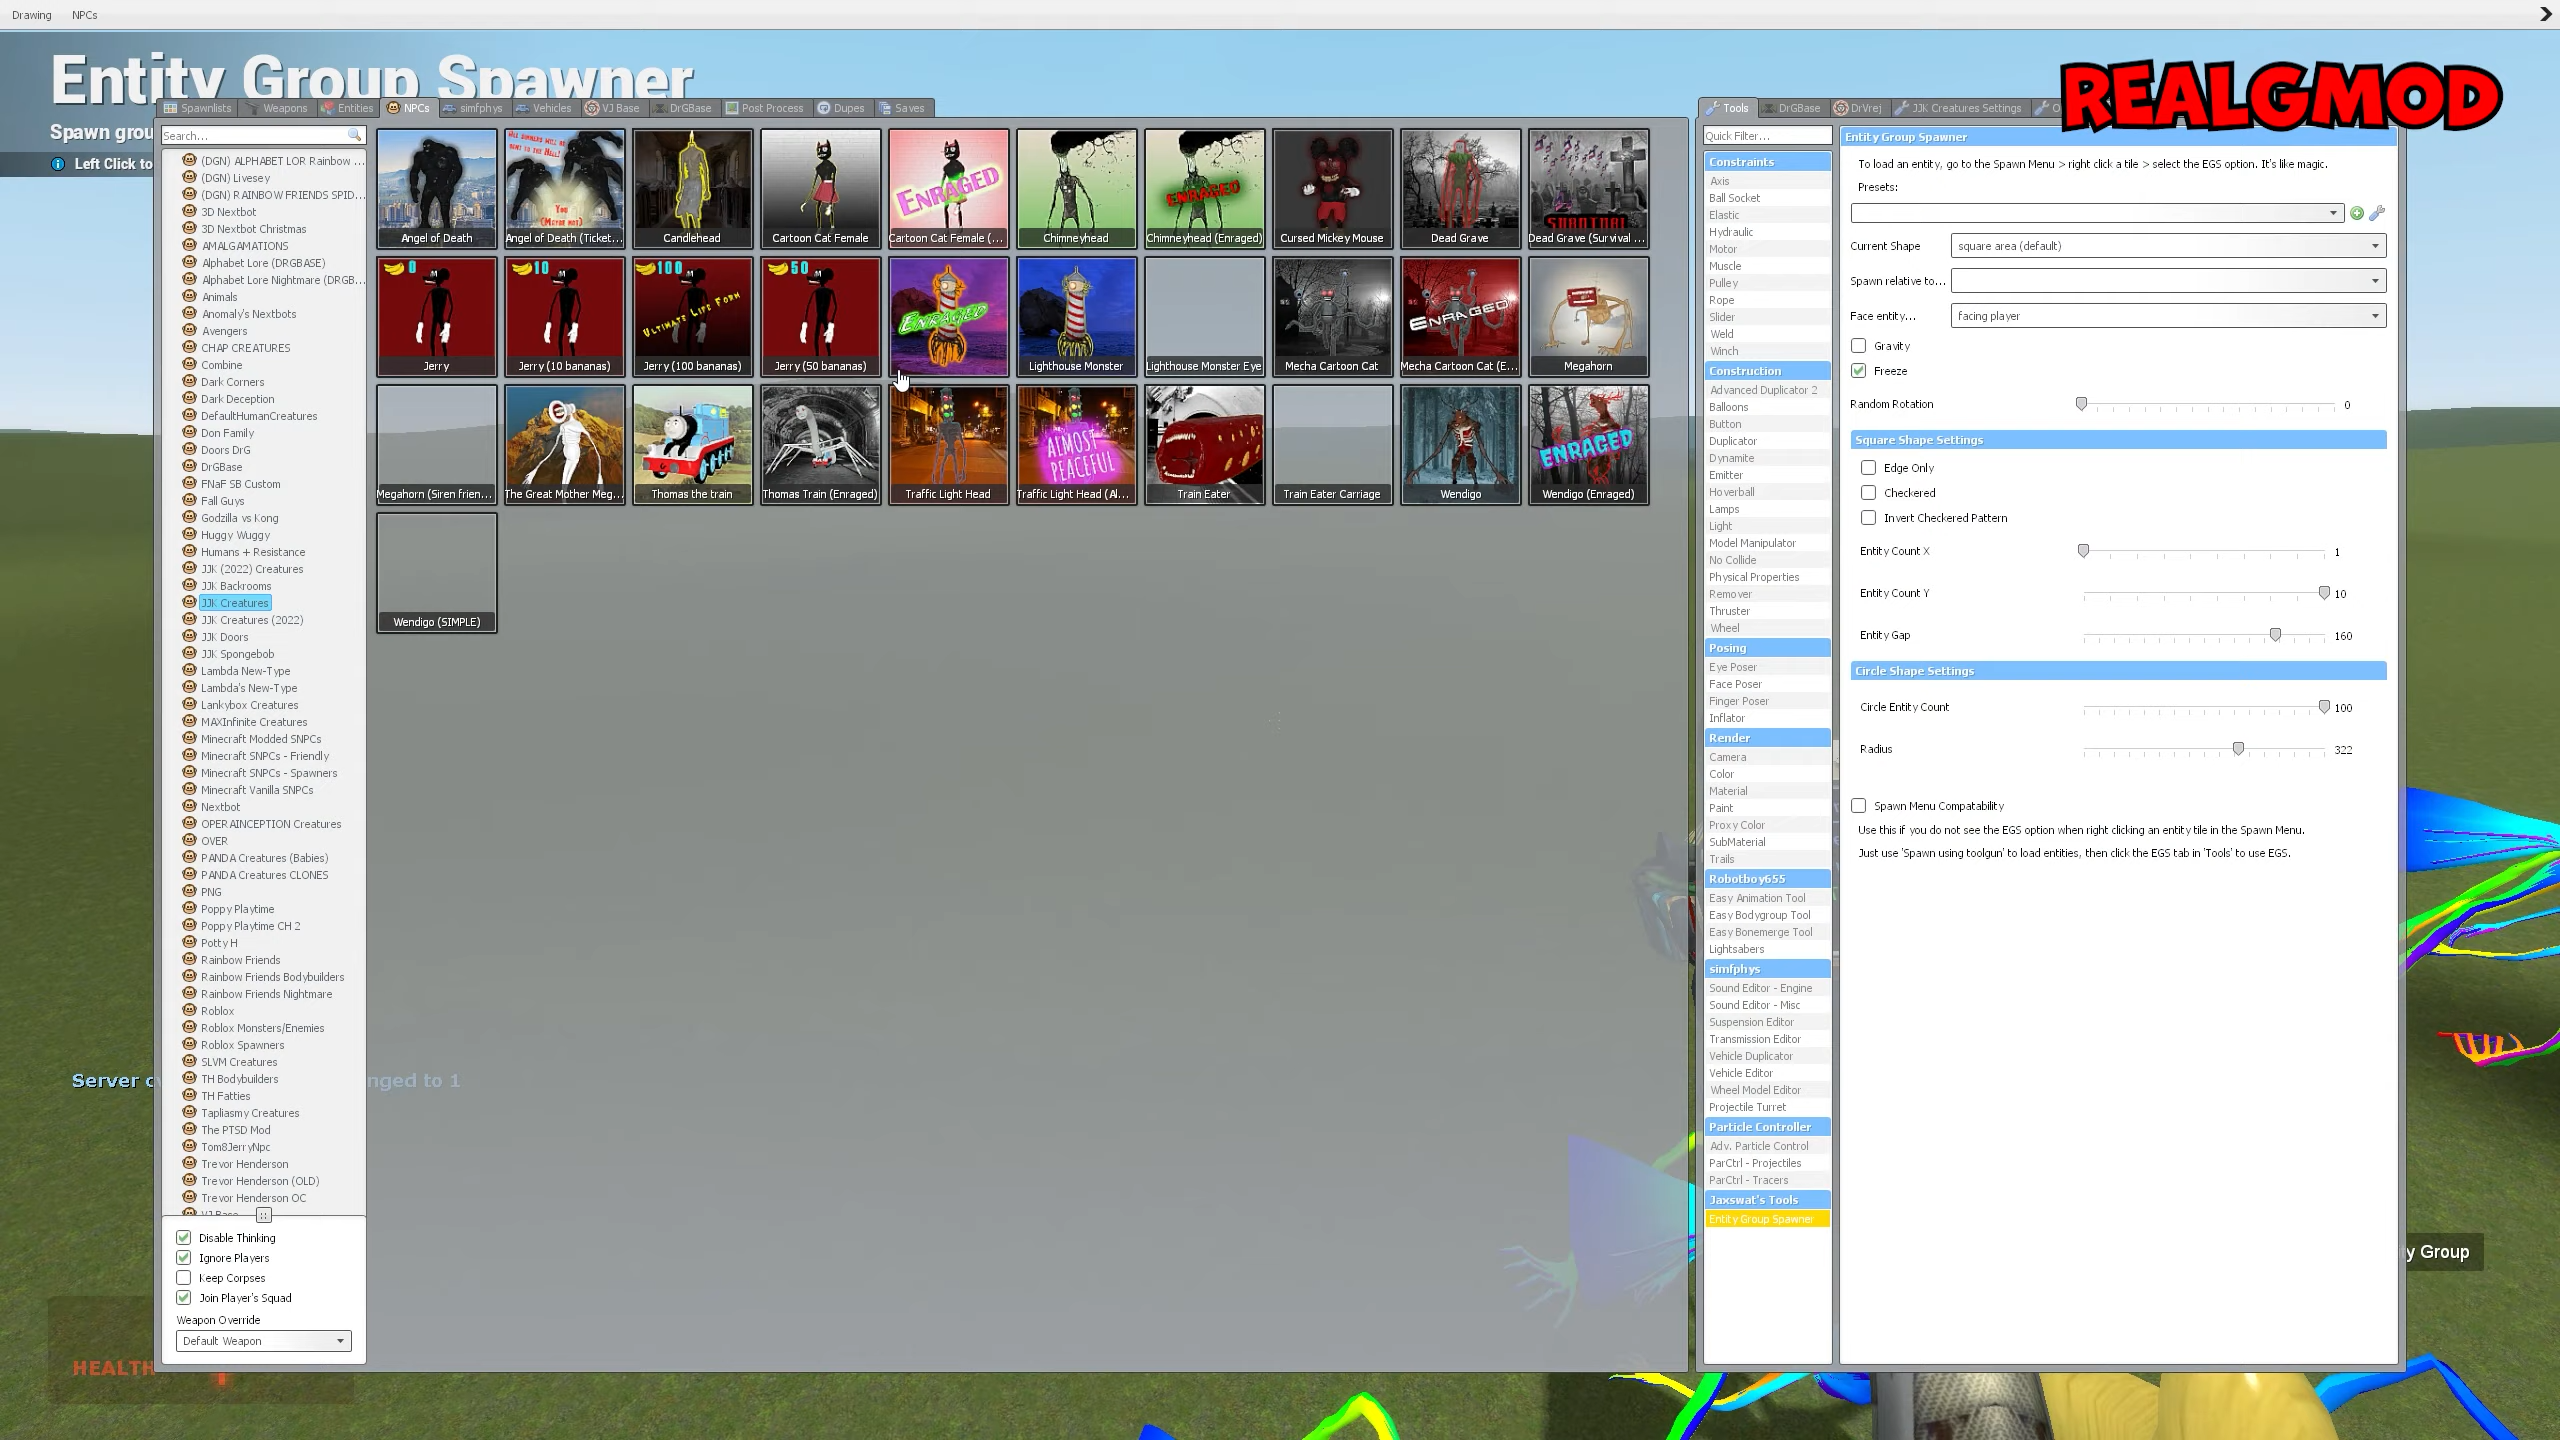 Drawing NPCs
Entity Group Spawner
REALGMOD
Spawn grou
Left Click to
Spawnlists Weapons Entities NPCs simfphys Vehicles VJ Base DrGBase Post Process Dupes Saves
Search...
(DGN) ALPHABET LOR Rainbow ...
(DGN) Livesey
(DGN) RAINBOW FRIENDS SPID...
3D Nextbot
3D Nextbot Christmas
AMALGAMATIONS
Alphabet Lore (DRGBASE)
Alphabet Lore Nightmare (DRGB...
Animals
Anomaly's Nextbots
Avengers
CHAP CREATURES
Combine
Dark Corners
Dark Deception
DefaultHumanCreatures
Don Family
Doors DrG
DrGBase
FNaF SB Custom
Fall Guys
Godzilla vs Kong
Huggy Wuggy
Humans + Resistance
JJK (2022) Creatures
JJK Backrooms
JJK Creatures
JJK Creatures (2022)
JJK Doors
JJK Spongebob
Lambda New-Type
Lambda's New-Type
Lankybox Creatures
MAXInfinite Creatures
Minecraft Modded SNPCs
Minecraft SNPCs - Friendly
Minecraft SNPCs - Spawners
Minecraft Vanilla SNPCs
Nextbot
OPERAINCEPTION Creatures
OVER
PANDA Creatures (Babies)
PANDA Creatures CLONES
PNG
Poppy Playtime
Poppy Playtime CH 2
Potty H
Rainbow Friends
Rainbow Friends Bodybuilders
Rainbow Friends Nightmare
Roblox
Roblox Monsters/Enemies
Roblox Spawners
SLVM Creatures
TH Bodybuilders
TH Fatties
Tapliasmy Creatures
The PTSD Mod
Tom&JerryNpc
Trevor Henderson
Trevor Henderson (OLD)
Trevor Henderson OC
VJ Base
Disable Thinking
Ignore Players
Keep Corpses
Join Player's Squad
Weapon Override
Default Weapon
HEALTH
Server c
nged to 1
ENRAGED
ENRAGED
SURVIVAL
Angel of Death Angel of Death (Ticket... Candlehead Cartoon Cat Female Cartoon Cat Female (... Chimneyhead Chimneyhead (Enraged) Cursed Mickey Mouse Dead Grave Dead Grave (Survival ...
0 10 100 50
ULTIMATE LIFE FORM
ENRAGED
ENRAGED
Jerry Jerry (10 bananas) Jerry (100 bananas) Jerry (50 bananas) Lighthouse Monster Lighthouse Monster Eye Mecha Cartoon Cat Mecha Cartoon Cat (E... Megahorn
ALMOST
PEACEFUL
ENRAGED
Megahorn (Siren frien... The Great Mother Meg... Thomas the train Thomas Train (Enraged) Traffic Light Head Traffic Light Head (Al... Train Eater Train Eater Carriage Wendigo Wendigo (Enraged)
Wendigo (SIMPLE)
Tools DrGBase DrVrej JJK Creatures Settings
Quick Filter...
Constraints
Axis
Ball Socket
Elastic
Hydraulic
Motor
Muscle
Pulley
Rope
Slider
Weld
Winch
Construction
Advanced Duplicator 2
Balloons
Button
Duplicator
Dynamite
Emitter
Hoverball
Lamps
Light
Model Manipulator
No Collide
Physical Properties
Remover
Thruster
Wheel
Posing
Eye Poser
Face Poser
Finger Poser
Inflator
Render
Camera
Color
Material
Paint
Proxy Color
SubMaterial
Trails
Robotboy655
Easy Animation Tool
Easy Bodygroup Tool
Easy Bonemerge Tool
Lightsabers
simfphys
Sound Editor - Engine
Sound Editor - Misc
Suspension Editor
Transmission Editor
Vehicle Duplicator
Vehicle Editor
Wheel Model Editor
Projectile Turret
Particle Controller
Adv. Particle Control
ParCtrl - Projectiles
ParCtrl - Tracers
Jaxswat's Tools
Entity Group Spawner
Entity Group Spawner
To load an entity, go to the Spawn Menu > right click a tile > select the EGS option. It's like magic.
Presets:
Current Shape square area (default)
Spawn relative to...
Face entity... facing player
Gravity
Freeze
Random Rotation 0
Square Shape Settings
Edge Only
Checkered
Invert Checkered Pattern
Entity Count X 1
Entity Count Y 10
Entity Gap 160
Circle Shape Settings
Circle Entity Count 100
Radius 322
Spawn Menu Compatability
Use this if you do not see the EGS option when right clicking an entity tile in the Spawn Menu.
Just use 'Spawn using toolgun' to load entities, then click the EGS tab in 'Tools' to use EGS.
y Group